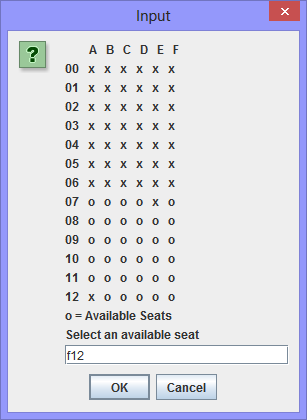 Input
A B C D E F
00 x x x x x x
01 x x x x x x
02 x x x x x x
03 x x x x x x
04 x x x x x x
05 x x x x x x
06 x x x x x x
07 o o o o x o
08 o o o o o o
09 o o o o o o
10 o o o o o o
11 o o o o o o
12 x o o o o o
o = Available Seats
Select an available seat
f12
OK Cancel